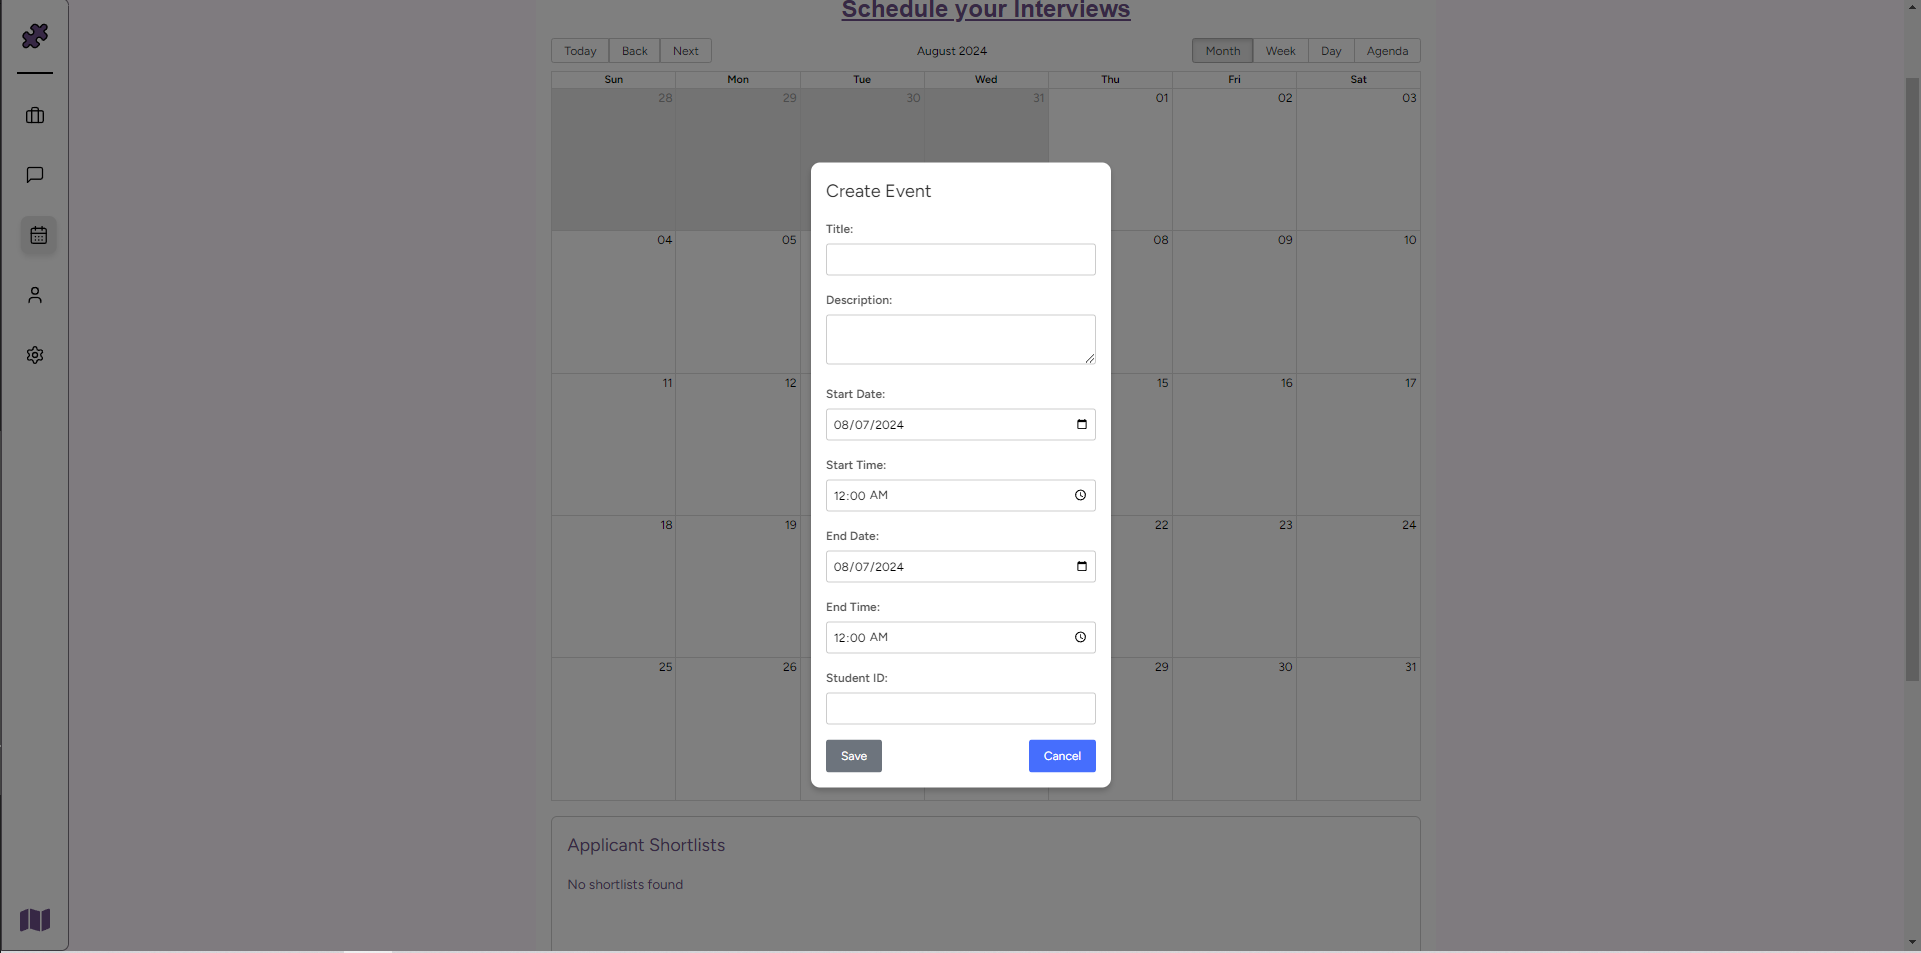 Schedule your Interviews
Today Back Next August 2024 Month Week Day Agenda
Sun Mon Tue Wed Thu Fri Sat
28 29 30 31 01 02 03
Create Event
Title:
04 05 08 09 10
Description:
11 12 15 16 17
Start Date:
08/07/2024
Start Time:
12:00 AM
18 19 22 23 24
End Date:
08/07/2024
End Time:
12:00 AM
25 26 29 30 31
Student ID:
Save Cancel
Applicant Shortlists
No shortlists found